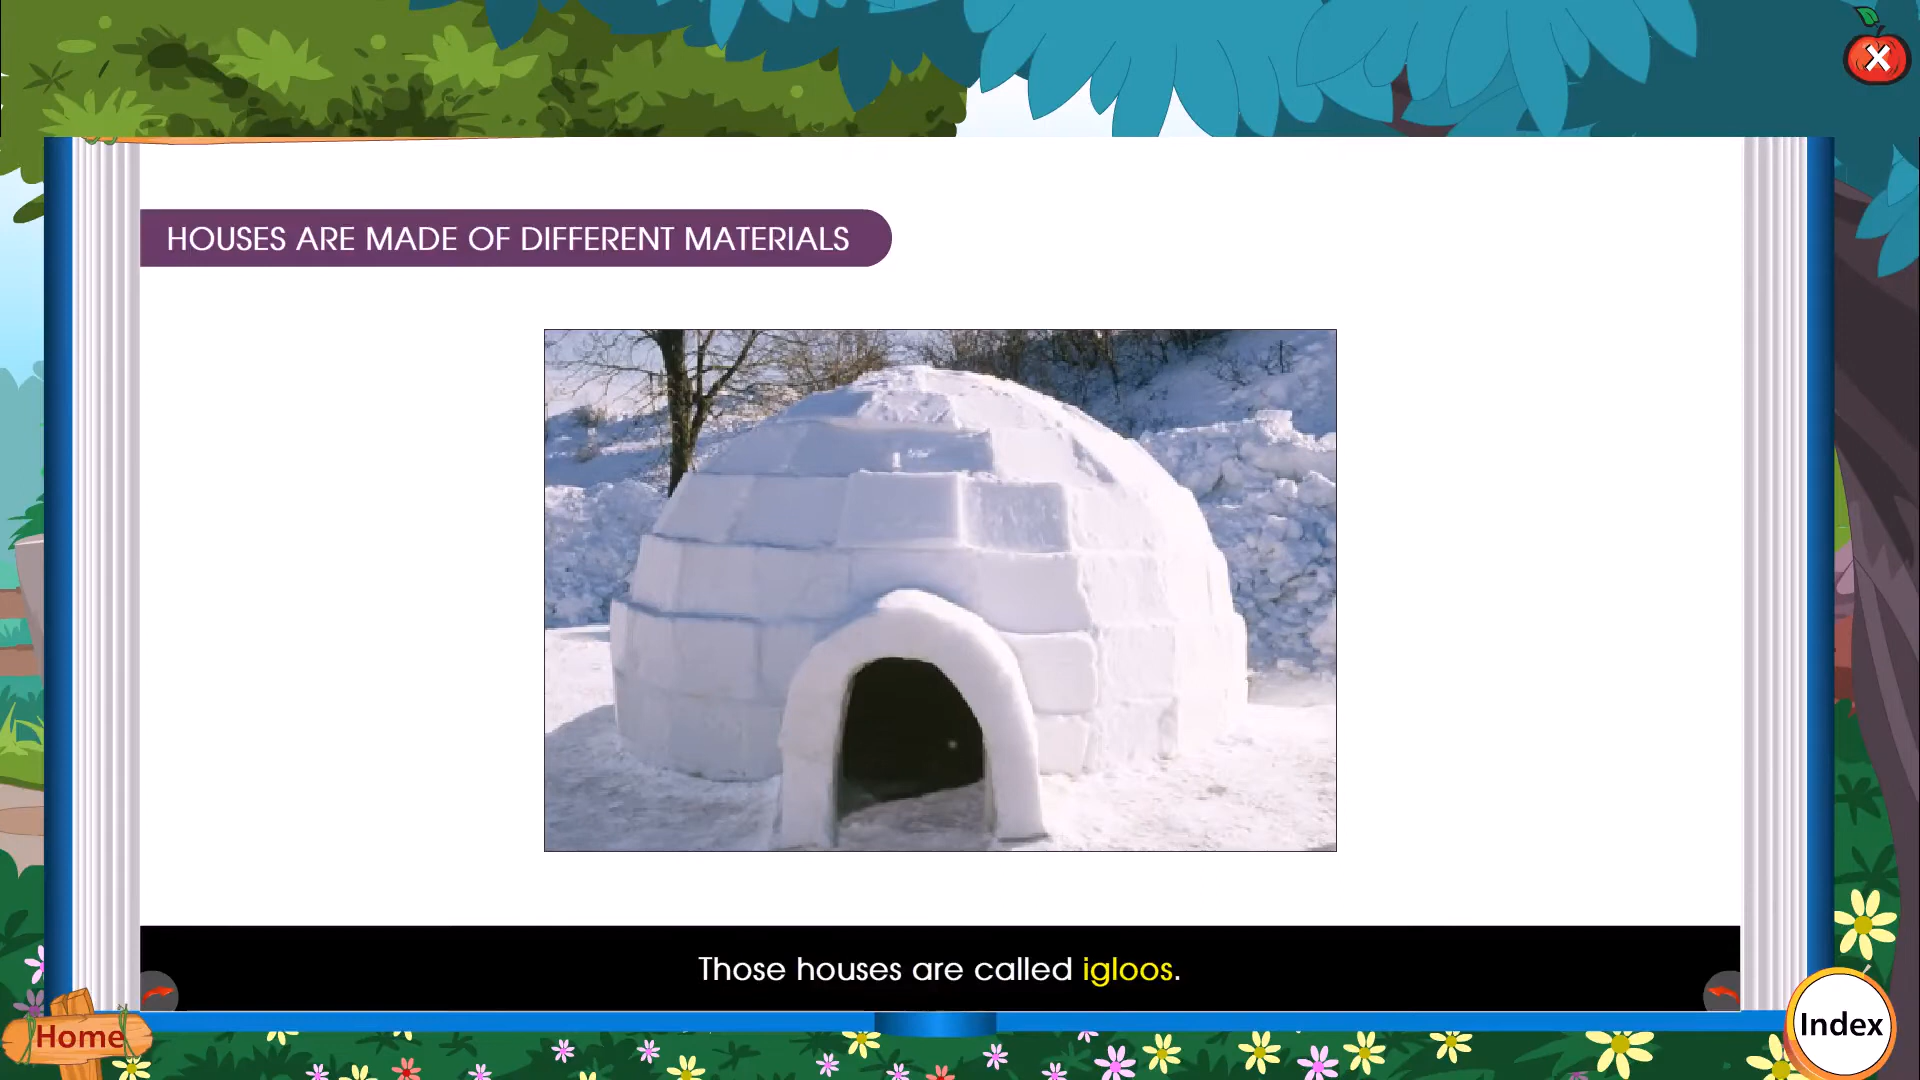 HOUSES ARE MADE OF DIFFERENT MATERIALS
Those houses are called igloos.
Home
Index